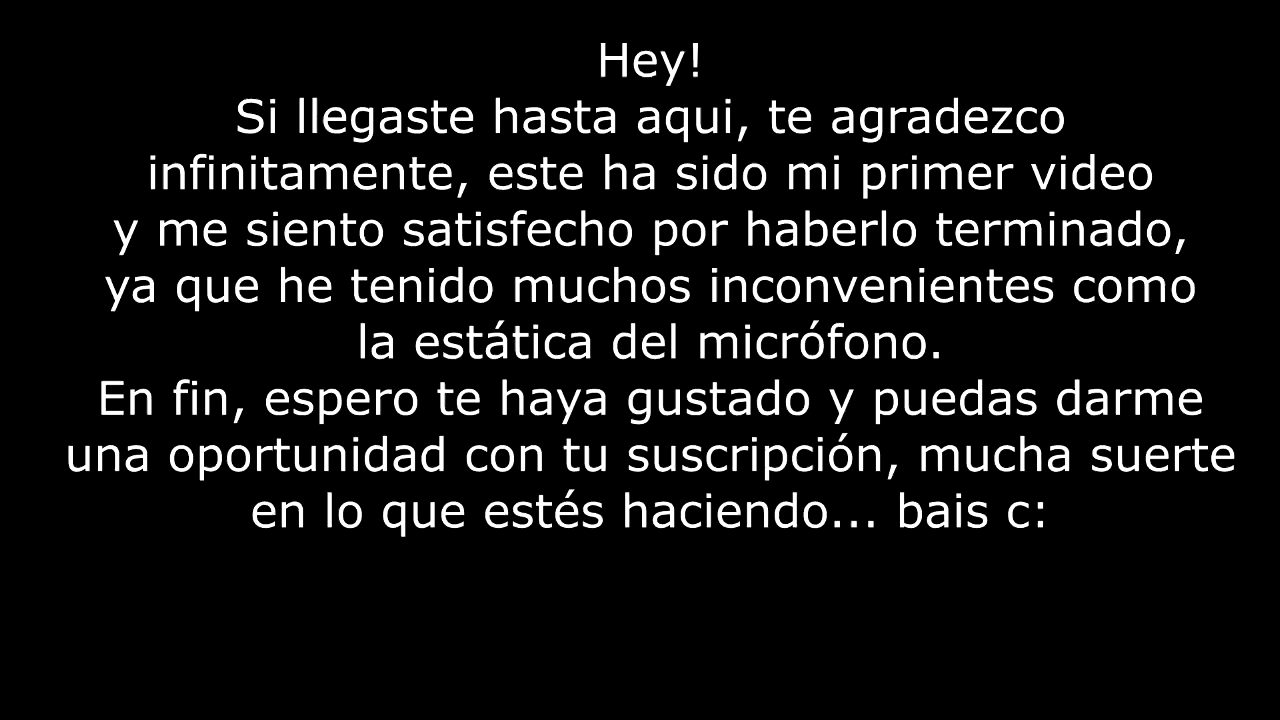 Hey!
Si llegaste hasta aqui, te agradezco
infinitamente, este ha sido mi primer video
y me siento satisfecho por haberlo terminado,
ya que he tenido muchos inconvenientes como
la estática del micrófono.
En fin, espero te haya gustado y puedas darme
una oportunidad con tu suscripción, mucha suerte
en lo que estés haciendo... bais c: